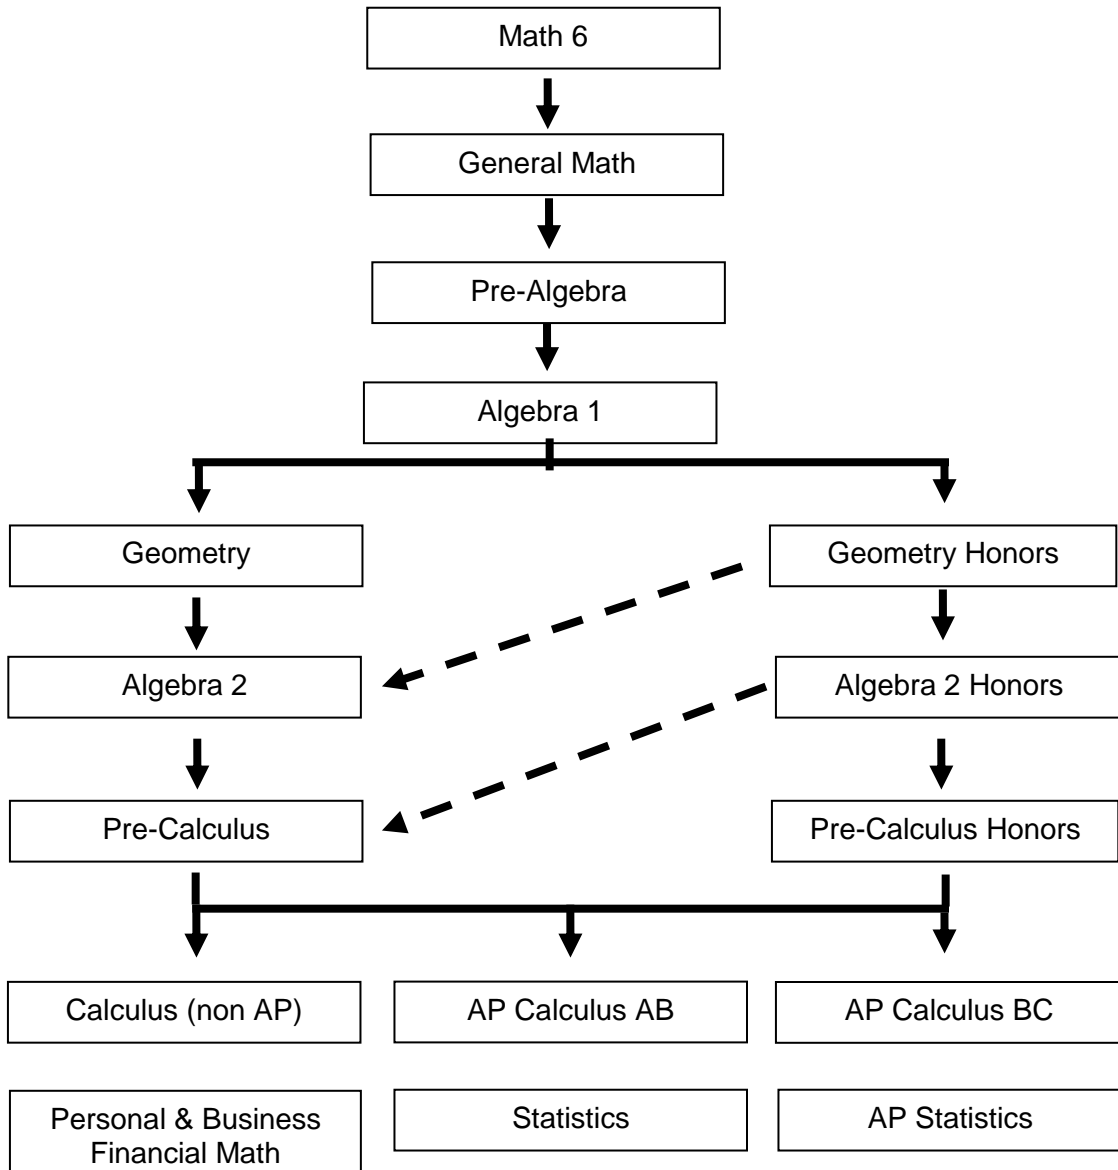 Math 6
General Math
Pre-Algebra
Algebra 1
Geometry
Geometry Honors
Algebra 2
Algebra 2 Honors
Pre-Calculus
Pre-Calculus Honors
Calculus (non AP)
AP Calculus AB
AP Calculus BC
Personal & Business
Financial Math
Statistics
AP Statistics